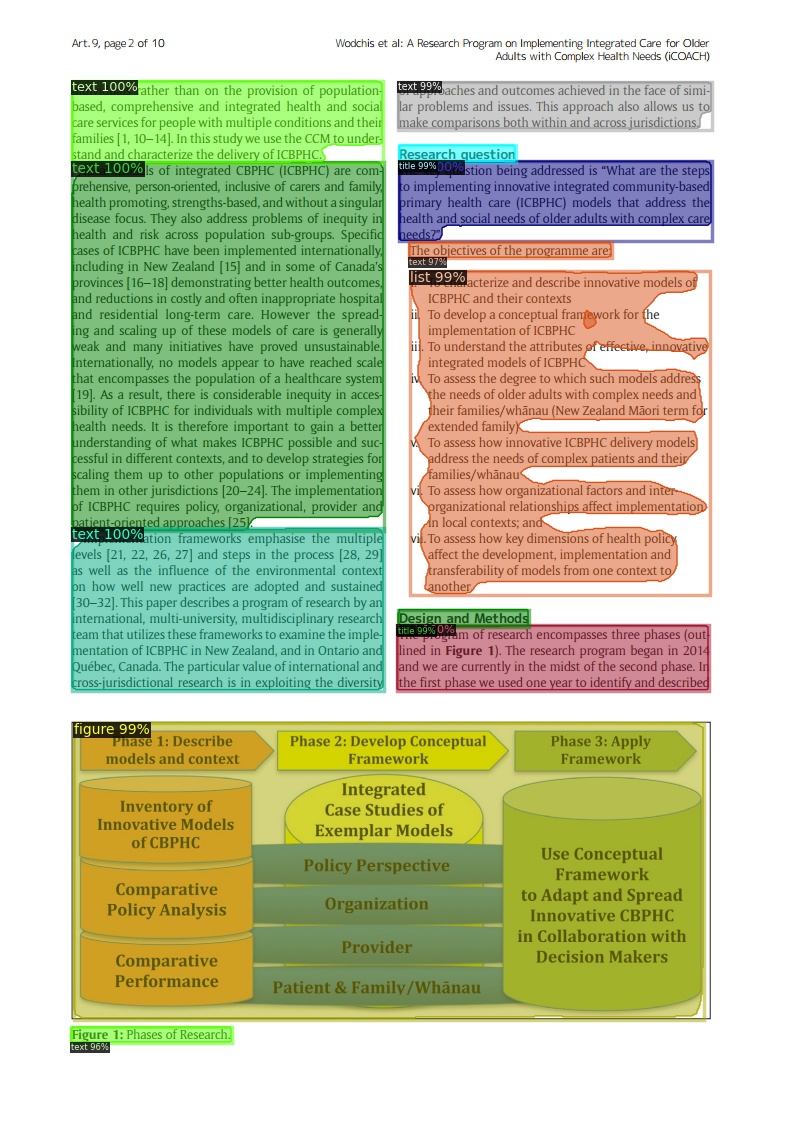 Art. 9, page 2 of 10
Wodchis et al: A Research Program on Implementing Integrated Care for Older
Adults with Complex Health Needs (iCOACH)
text 100%
rather than on the provision of population-
based, comprehensive and integrated health and social
care services for people with multiple conditions and their
families [1, 10–14]. In this study we use the CCM to under-
stand and characterize the delivery of ICBPHC.
text 100%
of integrated CBPHC (ICBPHC) are com-
prehensive, person-oriented, inclusive of carers and family,
health promoting, strengths-based, and without a singular
disease focus. They also address problems of inequity in
health and risk across population sub-groups. Specific
cases of ICBPHC have been implemented internationally,
including in New Zealand [15] and in some of Canada's
provinces [16–18] demonstrating better health outcomes,
and reductions in costly and often inappropriate hospital
and residential long-term care. However the spread-
ing and scaling up of these models of care is generally
weak and many initiatives have proved unsustainable.
Internationally, no models appear to have reached scale
that encompasses the population of a healthcare system
[19]. As a result, there is considerable inequity in acces-
sibility of ICBPHC for individuals with multiple complex
health needs. It is therefore important to gain a better
understanding of what makes ICBPHC possible and suc-
cessful in different contexts, and to develop strategies for
scaling them up to other populations or implementing
them in other jurisdictions [20–24]. The implementation
of ICBPHC requires policy, organizational, provider and
patient-oriented approaches [25]
text 100%
frameworks emphasise the multiple
levels [21, 22, 26, 27] and steps in the process [28, 29]
as well as the influence of the environmental context
on how well new practices are adopted and sustained
[30–32]. This paper describes a program of research by an
international, multi-university, multidisciplinary research
team that utilizes these frameworks to examine the imple-
mentation of ICBPHC in New Zealand, and in Ontario and
Québec, Canada. The particular value of international and
cross-jurisdictional research is in exploiting the diversity
text 99%
of approaches and outcomes achieved in the face of simi-
lar problems and issues. This approach also allows us to
make comparisons both within and across jurisdictions.
Research question
title 99%
question being addressed is “What are the steps
to implementing innovative integrated community-based
primary health care (ICBPHC) models that address the
health and social needs of older adults with complex care
needs?”
The objectives of the programme are:
text 97%
list 99%
To characterize and describe innovative models of
ICBPHC and their contexts
ii. To develop a conceptual framework for the
implementation of ICBPHC
iii. To understand the attributes of effective, innovative
integrated models of ICBPHC
iv. To assess the degree to which such models address
the needs of older adults with complex needs and
their families/whānau (New Zealand Māori term for
extended family)
v. To assess how innovative ICBPHC delivery models
address the needs of complex patients and their
families/whānau
vi. To assess how organizational factors and inter-
organizational relationships affect implementation
in local contexts; and
vii. To assess how key dimensions of health policy
affect the development, implementation and
transferability of models from one context to
another
Design and Methods
title 99%
The program of research encompasses three phases (out-
lined in Figure 1). The research program began in 2014
and we are currently in the midst of the second phase. In
the first phase we used one year to identify and described
figure 99%
Phase 1: Describe
models and context
Phase 2: Develop Conceptual
Framework
Phase 3: Apply
Framework
Inventory of
Innovative Models
of CBPHC
Comparative
Policy Analysis
Comparative
Performance
Integrated
Case Studies of
Exemplar Models
Policy Perspective
Organization
Provider
Patient & Family/Whānau
Use Conceptual
Framework
to Adapt and Spread
Innovative CBPHC
in Collaboration with
Decision Makers
Figure 1: Phases of Research.
text 96%